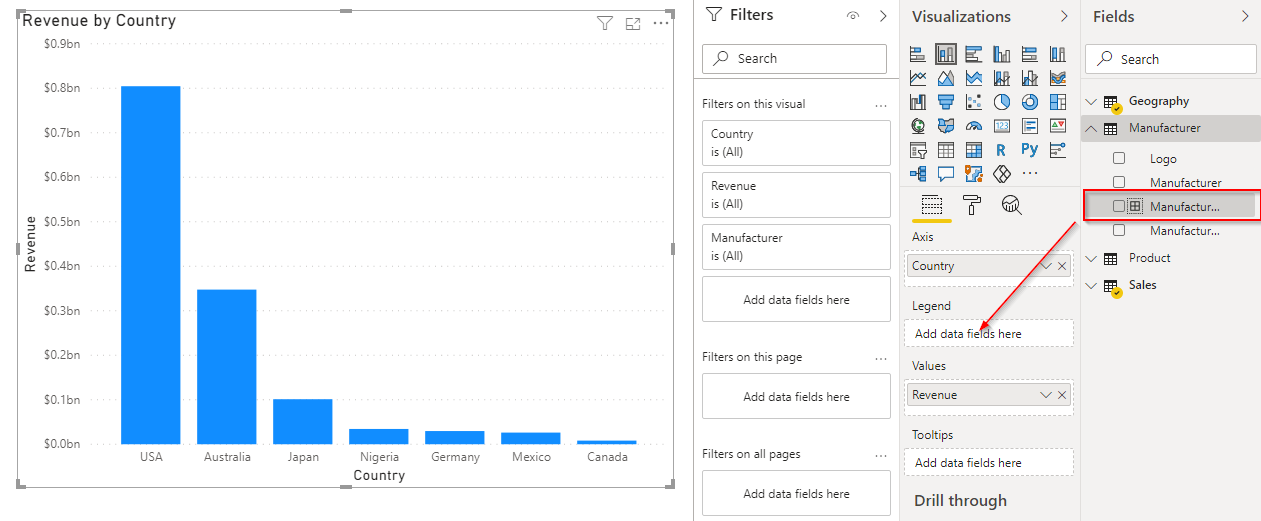 Revenue by Country
$0.9bn
$0.8bn
$0.7bn
$0.6bn
$0.5bn
$0.4bn
$0.3bn
$0.2bn
$0.1bn
$0.0bn
Revenue
USA
Australia
Japan
Nigeria
Germany
Mexico
Canada
Country
Filters
Search
Filters on this visual
...
Country
is (All)
Revenue
is (All)
Manufacturer
is (All)
Add data fields here
Filters on this page
...
Add data fields here
Filters on all pages
...
Add data fields here
Visualizations
123
R
Py
...
Axis
Country
Legend
Add data fields here
Values
Revenue
Tooltips
Add data fields here
Drill through
Fields
Search
Geography
Manufacturer
Logo
Manufacturer
Manufactur...
Manufactur...
Product
Sales